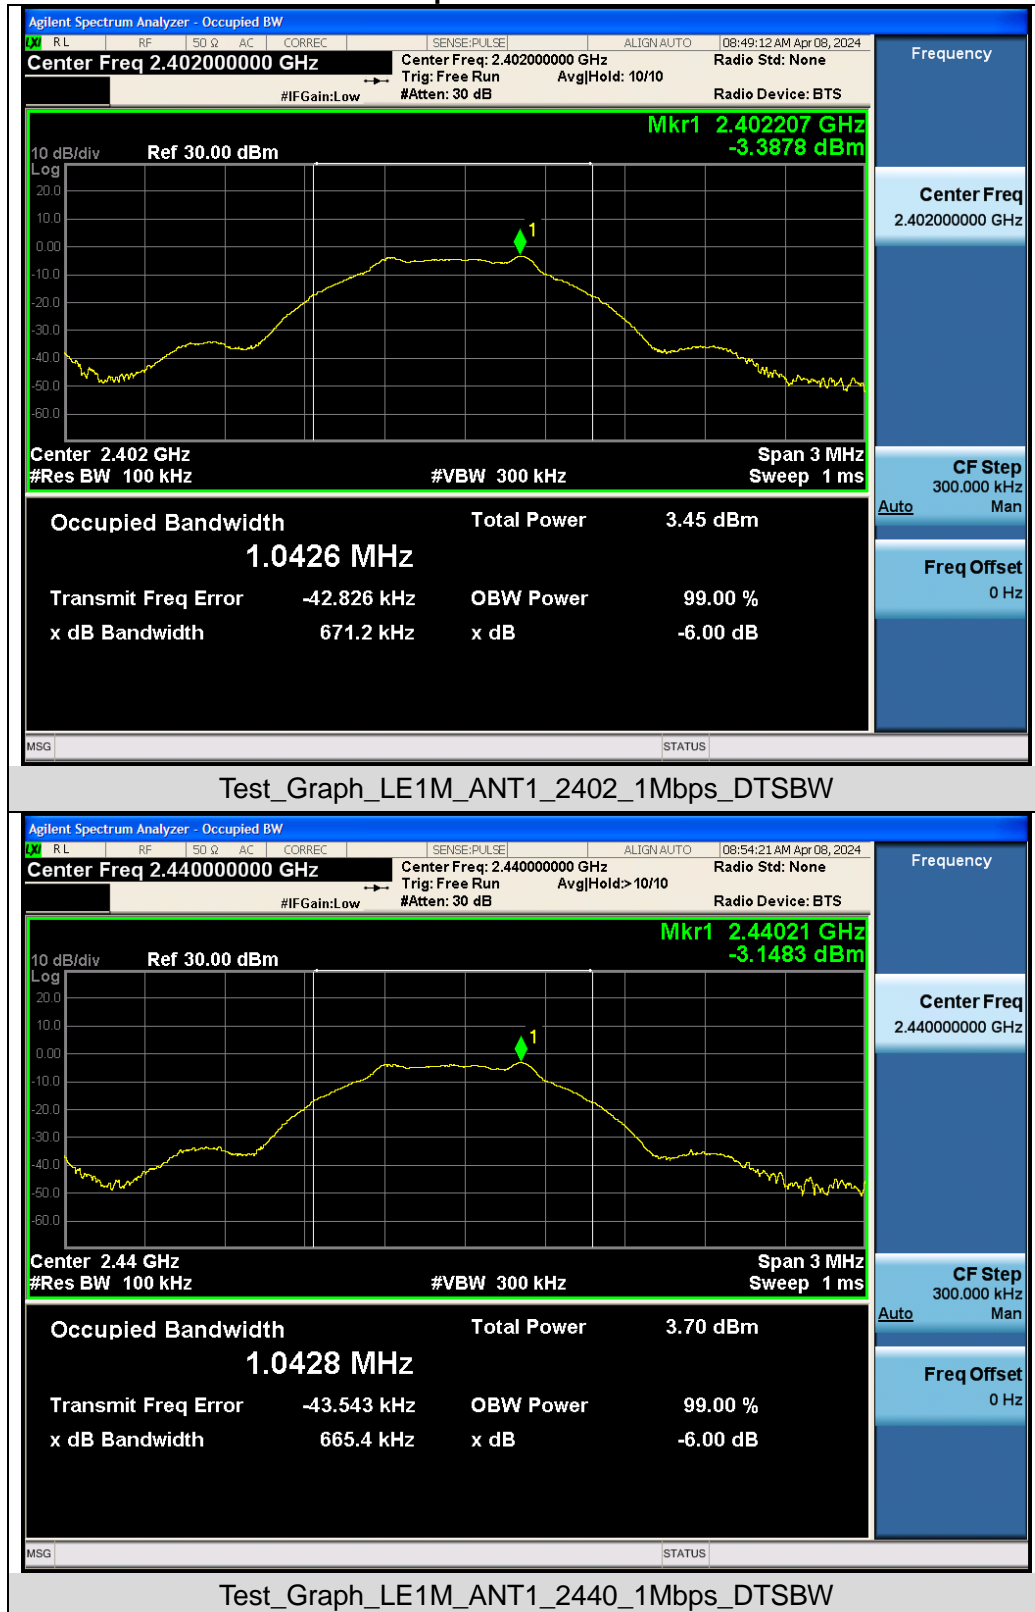 Agilent Spectrum Analyzer - Occupied BW
LXI RL RF 50 Ω AC CORREC SENSE:PULSE ALIGN AUTO 08:49:12 AM Apr 08, 2024
Center Freq 2.402000000 GHz Center Freq: 2.402000000 GHz Radio Std: None Frequency
Trig: Free Run Avg|Hold: 10/10
#IFGain:Low #Atten: 30 dB Radio Device: BTS
Mkr1 2.402207 GHz
10 dB/div Ref 30.00 dBm -3.3878 dBm
Log
20.0
10.0
0.00
-10.0
-20.0
-30.0
-40.0
-50.0
-60.0
1
Center 2.402 GHz Span 3 MHz
#Res BW 100 kHz #VBW 300 kHz Sweep 1 ms
Center Freq
2.402000000 GHz
CF Step
300.000 kHz
Auto Man
Freq Offset
0 Hz
Occupied Bandwidth Total Power 3.45 dBm
1.0426 MHz
Transmit Freq Error -42.826 kHz OBW Power 99.00 %
x dB Bandwidth 671.2 kHz x dB -6.00 dB
MSG STATUS
Test_Graph_LE1M_ANT1_2402_1Mbps_DTSBW
Agilent Spectrum Analyzer - Occupied BW
LXI RL RF 50 Ω AC CORREC SENSE:PULSE ALIGN AUTO 08:54:21 AM Apr 08, 2024
Center Freq 2.440000000 GHz Center Freq: 2.440000000 GHz Radio Std: None Frequency
Trig: Free Run Avg|Hold:>10/10
#IFGain:Low #Atten: 30 dB Radio Device: BTS
Mkr1 2.44021 GHz
10 dB/div Ref 30.00 dBm -3.1483 dBm
Log
20.0
10.0
0.00
-10.0
-20.0
-30.0
-40.0
-50.0
-60.0
1
Center 2.44 GHz Span 3 MHz
#Res BW 100 kHz #VBW 300 kHz Sweep 1 ms
Center Freq
2.440000000 GHz
CF Step
300.000 kHz
Auto Man
Freq Offset
0 Hz
Occupied Bandwidth Total Power 3.70 dBm
1.0428 MHz
Transmit Freq Error -43.543 kHz OBW Power 99.00 %
x dB Bandwidth 665.4 kHz x dB -6.00 dB
MSG STATUS
Test_Graph_LE1M_ANT1_2440_1Mbps_DTSBW